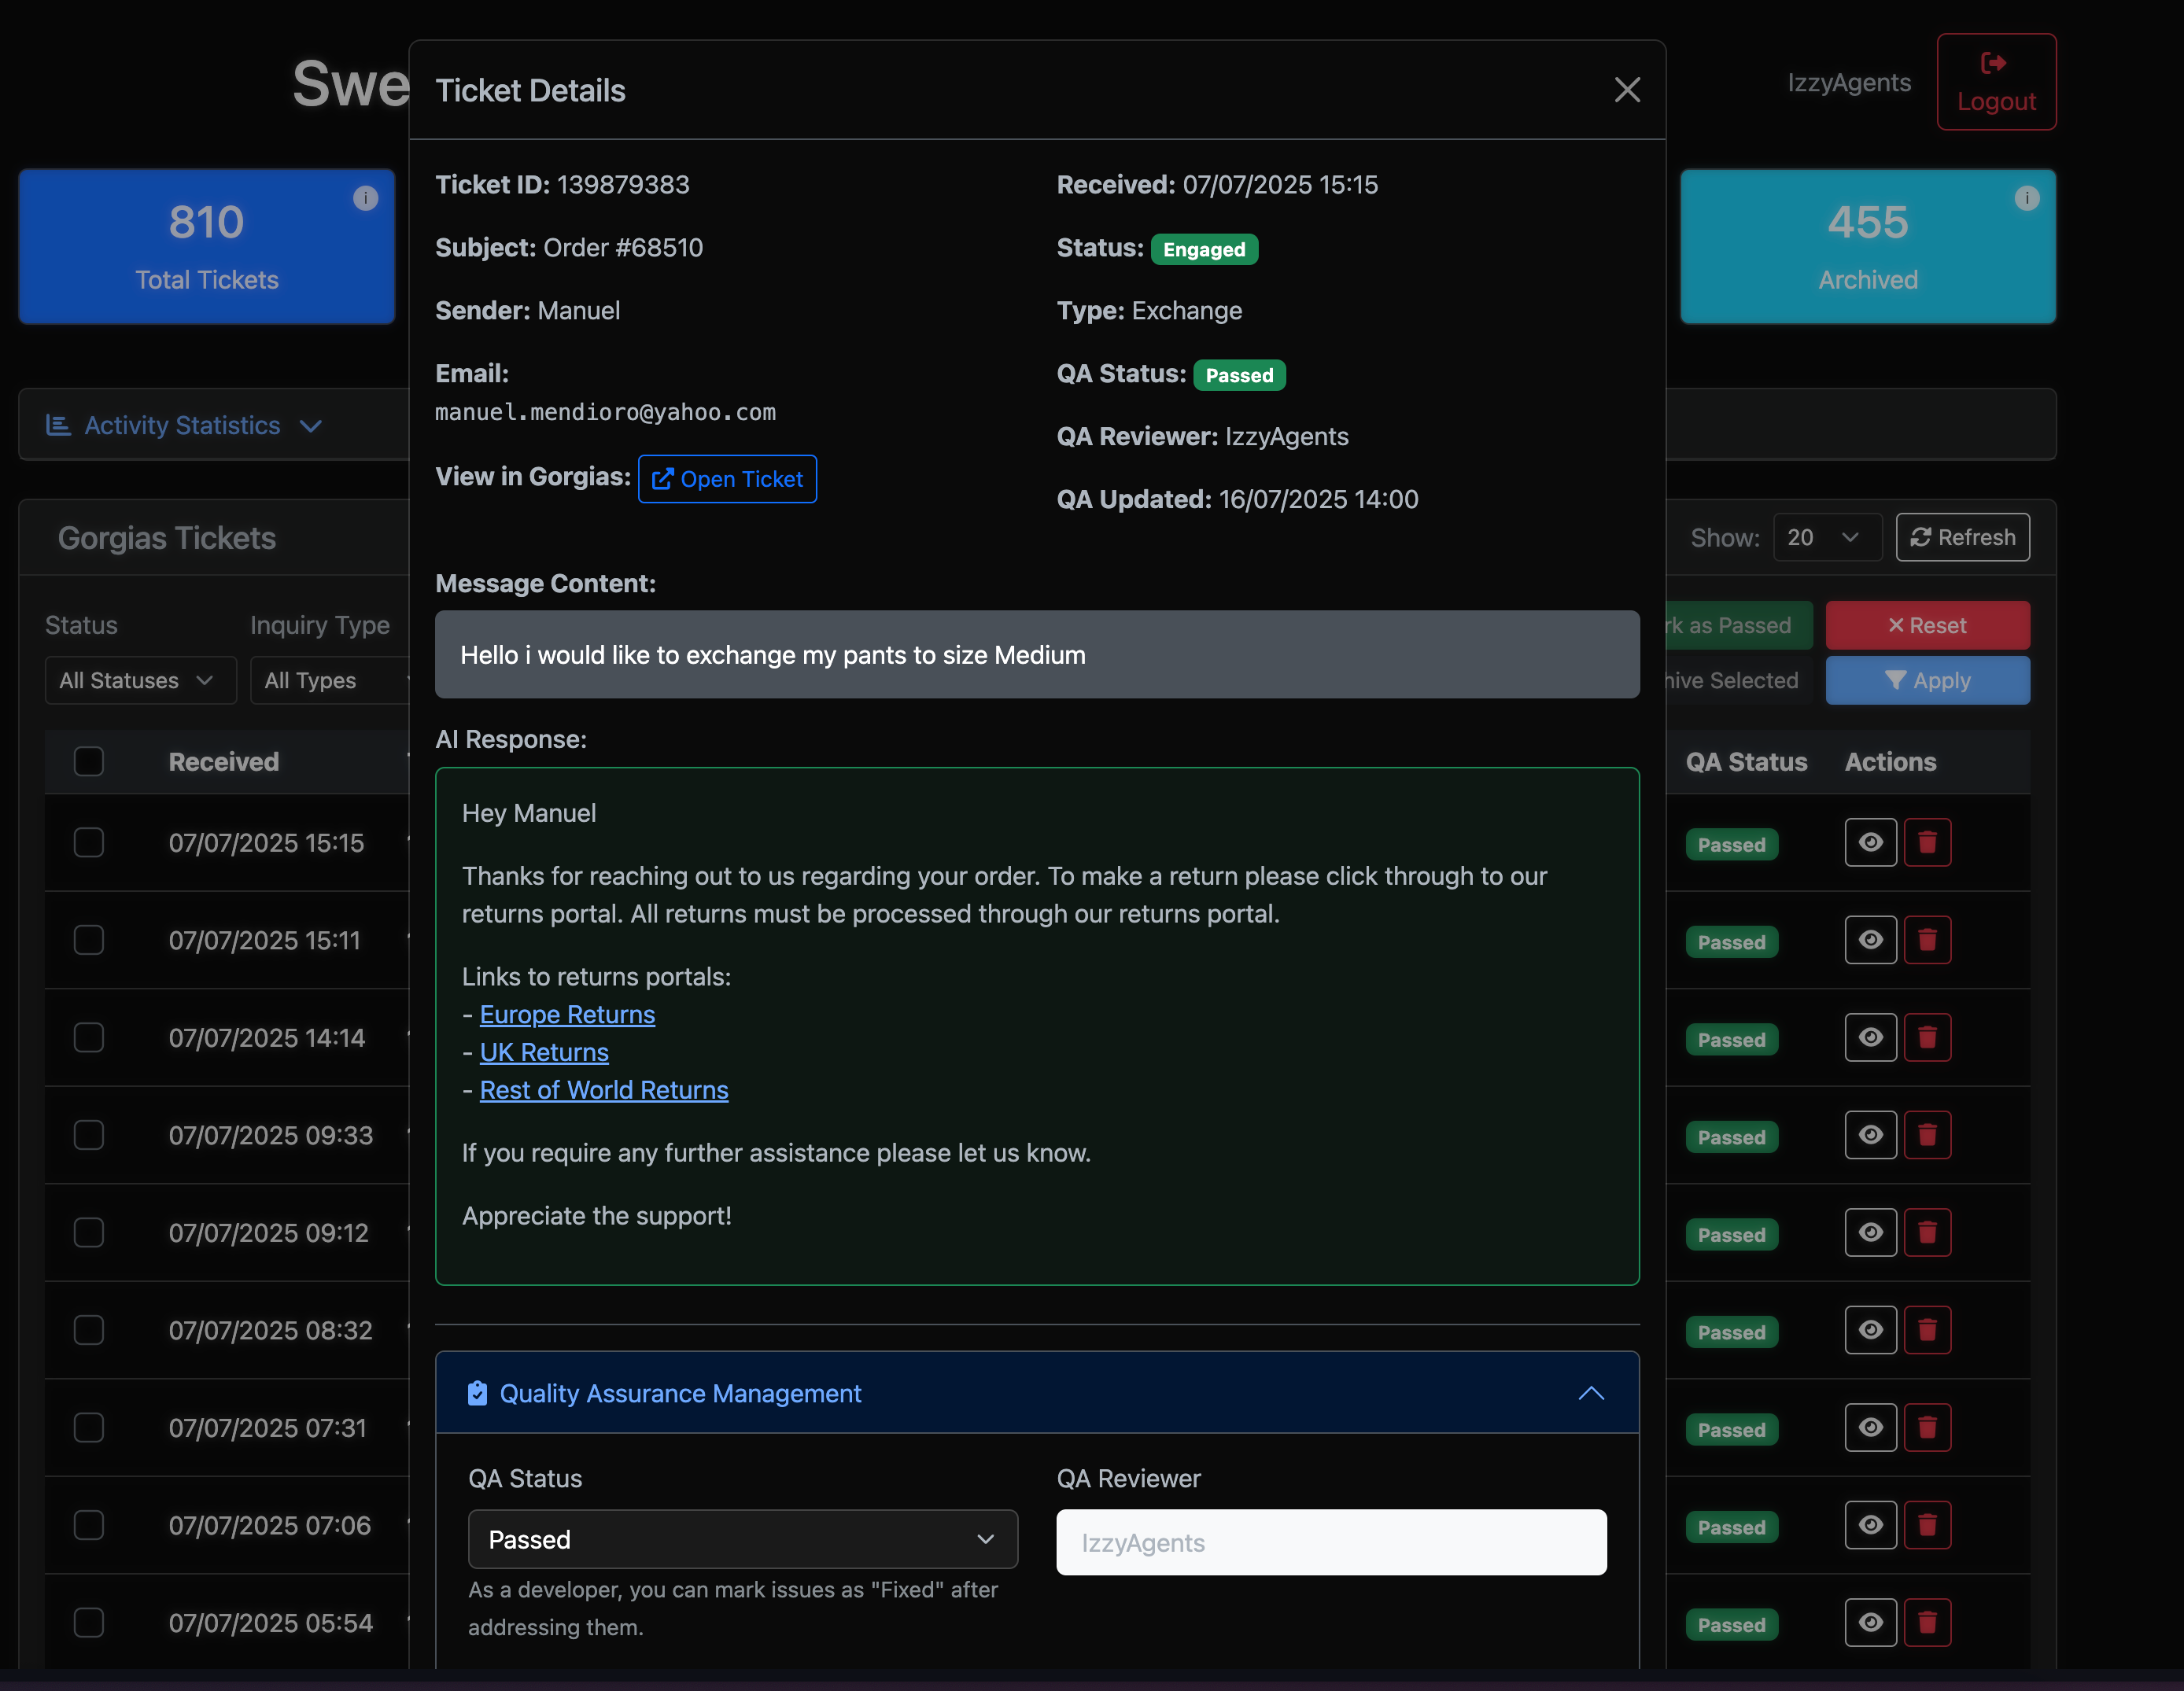 Swe
IzzyAgents
Logout
810
Total Tickets
455
Archived
Activity Statistics
Gorgias Tickets
Show: 20
Refresh
Status
Inquiry Type
All Statuses
All Types
rk as Passed
Reset
hive Selected
Apply
Received
QA Status
Actions
07/07/2025 15:15
Passed
07/07/2025 15:11
Passed
07/07/2025 14:14
Passed
07/07/2025 09:33
Passed
07/07/2025 09:12
Passed
07/07/2025 08:32
Passed
07/07/2025 07:31
Passed
07/07/2025 07:06
Passed
07/07/2025 05:54
Passed
Ticket Details
Ticket ID: 139879383
Subject: Order #68510
Sender: Manuel
Email:
manuel.mendioro@yahoo.com
View in Gorgias: Open Ticket
Received: 07/07/2025 15:15
Status: Engaged
Type: Exchange
QA Status: Passed
QA Reviewer: IzzyAgents
QA Updated: 16/07/2025 14:00
Message Content:
Hello i would like to exchange my pants to size Medium
AI Response:
Hey Manuel
Thanks for reaching out to us regarding your order. To make a return please click through to our
returns portal. All returns must be processed through our returns portal.
Links to returns portals:
- Europe Returns
- UK Returns
- Rest of World Returns
If you require any further assistance please let us know.
Appreciate the support!
Quality Assurance Management
QA Status
Passed
As a developer, you can mark issues as "Fixed" after
addressing them.
QA Reviewer
IzzyAgents